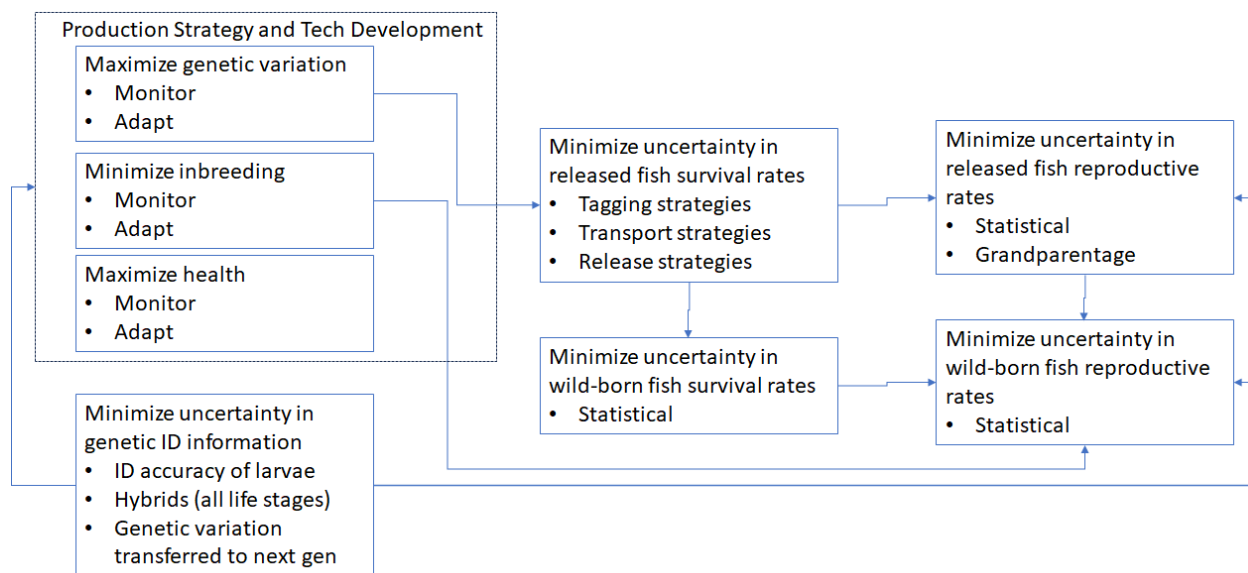 Production Strategy and Tech Development
Maximize genetic variation
• Monitor
• Adapt
Minimize inbreeding
• Monitor
• Adapt
Maximize health
• Monitor
• Adapt
Minimize uncertainty in
genetic ID information
• ID accuracy of larvae
• Hybrids (all life stages)
• Genetic variation
transferred to next gen
Minimize uncertainty in
released fish survival rates
• Tagging strategies
• Transport strategies
• Release strategies
Minimize uncertainty in
wild-born fish survival rates
• Statistical
Minimize uncertainty in
released fish reproductive
rates
• Statistical
• Grandparentage
Minimize uncertainty in
wild-born fish reproductive
rates
• Statistical